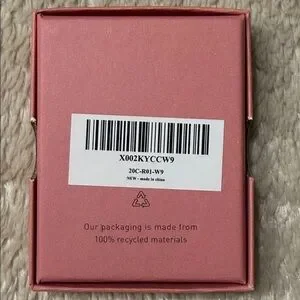 X002KYCCW9
20C-R01-W9
NEW - made in china
Our packaging is made from
100% recycled materials